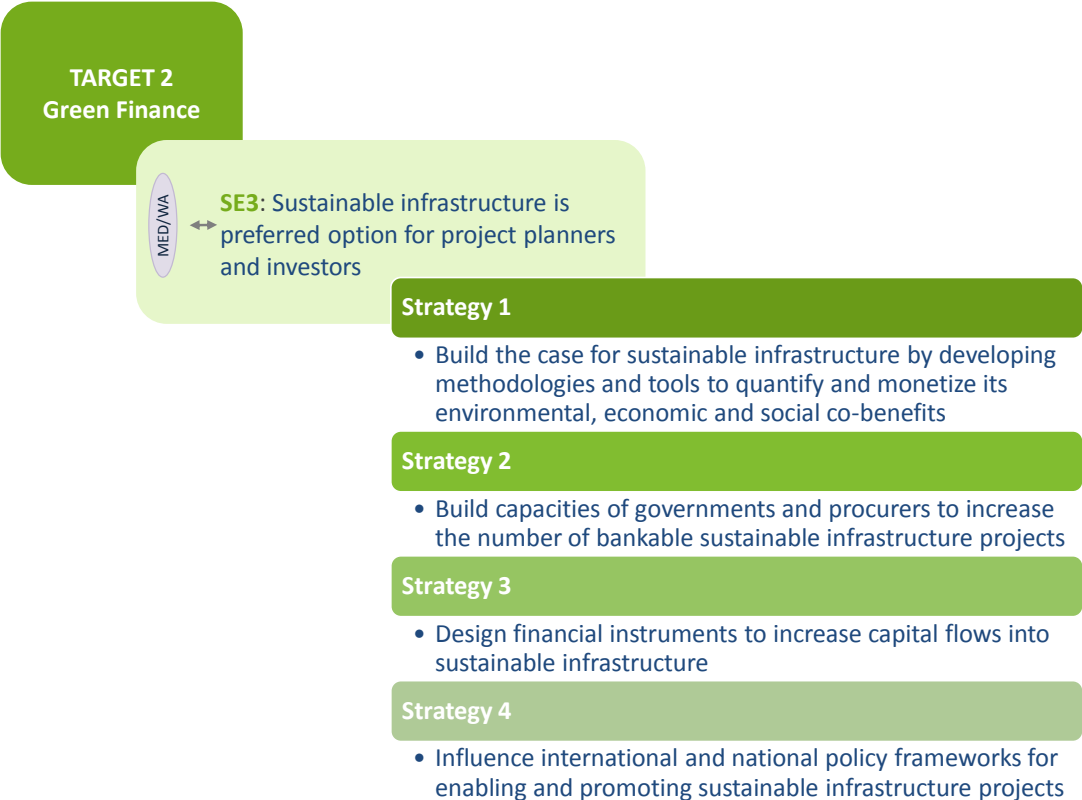 TARGET 2
Green Finance
MED/WA
SE3: Sustainable infrastructure is
preferred option for project planners
and investors
Strategy 1
• Build the case for sustainable infrastructure by developing
methodologies and tools to quantify and monetize its
environmental, economic and social co-benefits
Strategy 2
• Build capacities of governments and procurers to increase
the number of bankable sustainable infrastructure projects
Strategy 3
• Design financial instruments to increase capital flows into
sustainable infrastructure
Strategy 4
• Influence international and national policy frameworks for
enabling and promoting sustainable infrastructure projects